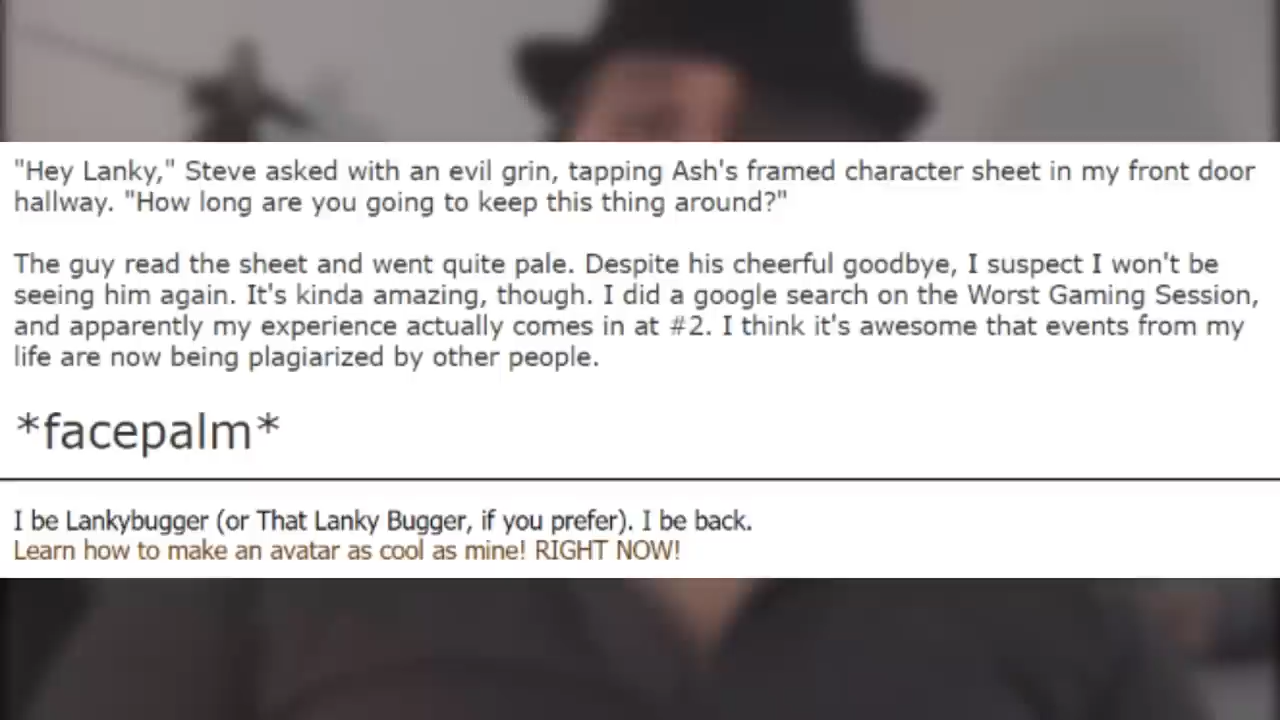 "Hey Lanky," Steve asked with an evil grin, tapping Ash's framed character sheet in my front door
hallway. "How long are you going to keep this thing around?"
The guy read the sheet and went quite pale. Despite his cheerful goodbye, I suspect I won't be
seeing him again. It's kinda amazing, though. I did a google search on the Worst Gaming Session,
and apparently my experience actually comes in at #2. I think it's awesome that events from my
life are now being plagiarized by other people.
*facepalm*
I be Lankybugger (or That Lanky Bugger, if you prefer). I be back.
Learn how to make an avatar as cool as mine! RIGHT NOW!